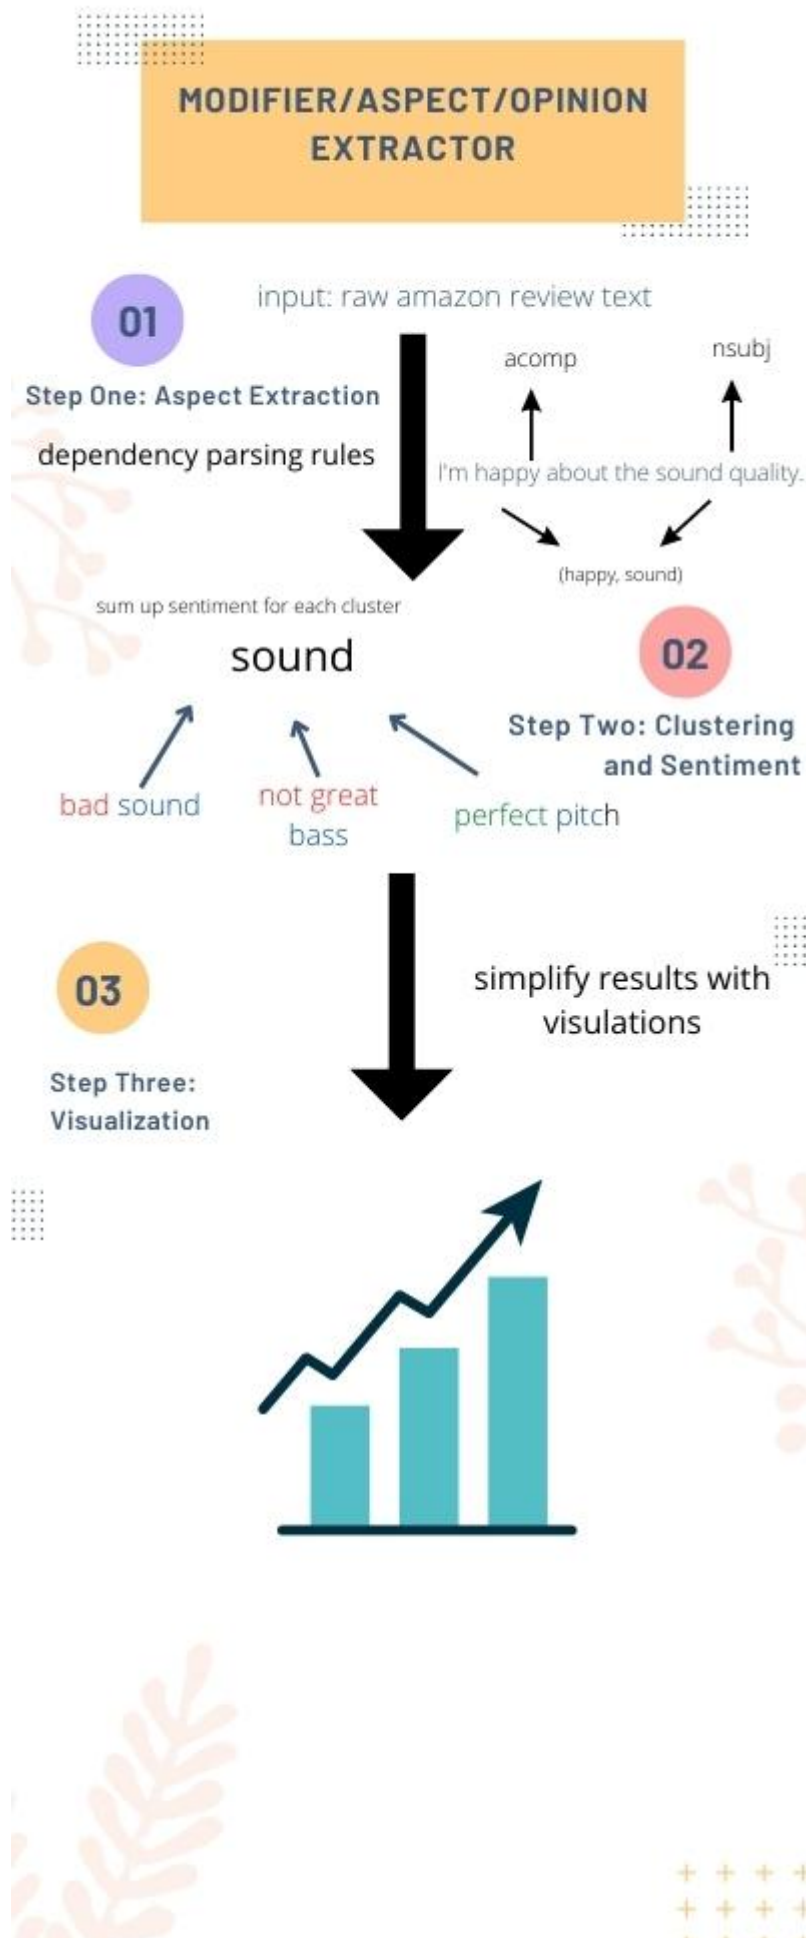 MODIFIER/ASPECT/OPINION
EXTRACTOR
01
input: raw amazon review text
Step One: Aspect Extraction
dependency parsing rules
acomp
nsubj
I'm happy about the sound quality.
(happy, sound)
sum up sentiment for each cluster
sound
02
Step Two: Clustering
and Sentiment
bad sound
not great
bass
perfect pitch
03
simplify results with
visulations
Step Three:
Visualization